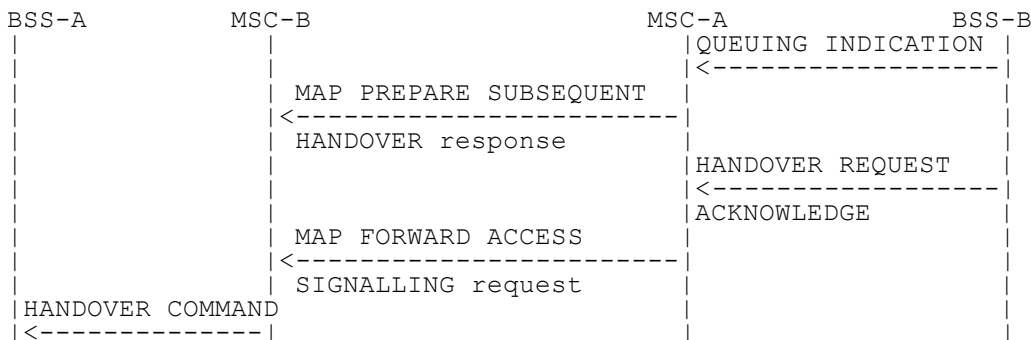 BSS-A MSC-B MSC-A BSS-B
QUEUING INDICATION
MAP PREPARE SUBSEQUENT
HANDOVER response
HANDOVER REQUEST
ACKNOWLEDGE
MAP FORWARD ACCESS
SIGNALLING request
HANDOVER COMMAND